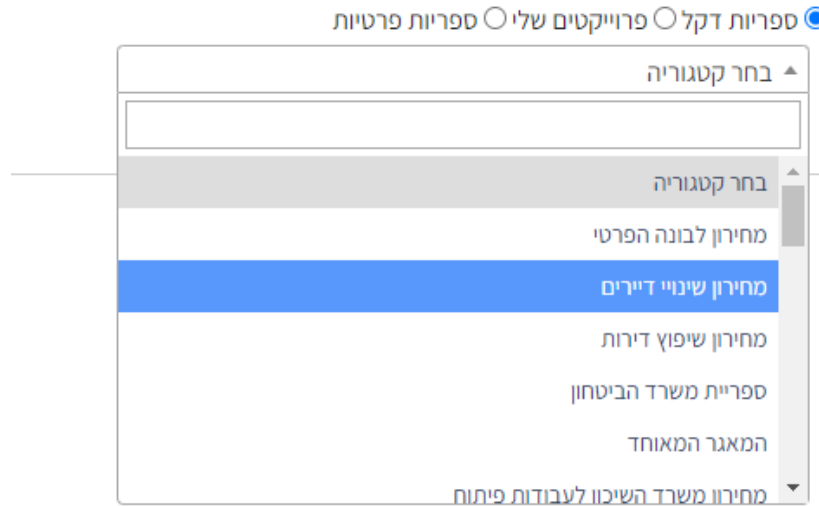 ספריות דקל פרוייקטים שלי ספריות פרטיות
בחר קטגוריה
בחר קטגוריה
מחירון לבונה הפרטי
מחירון שינויי דיירים
מחירון שיפוץ דירות
ספריית משרד הביטחון
המאגר המאוחד
מחירון משרד השיכון לעבודות פיתוח